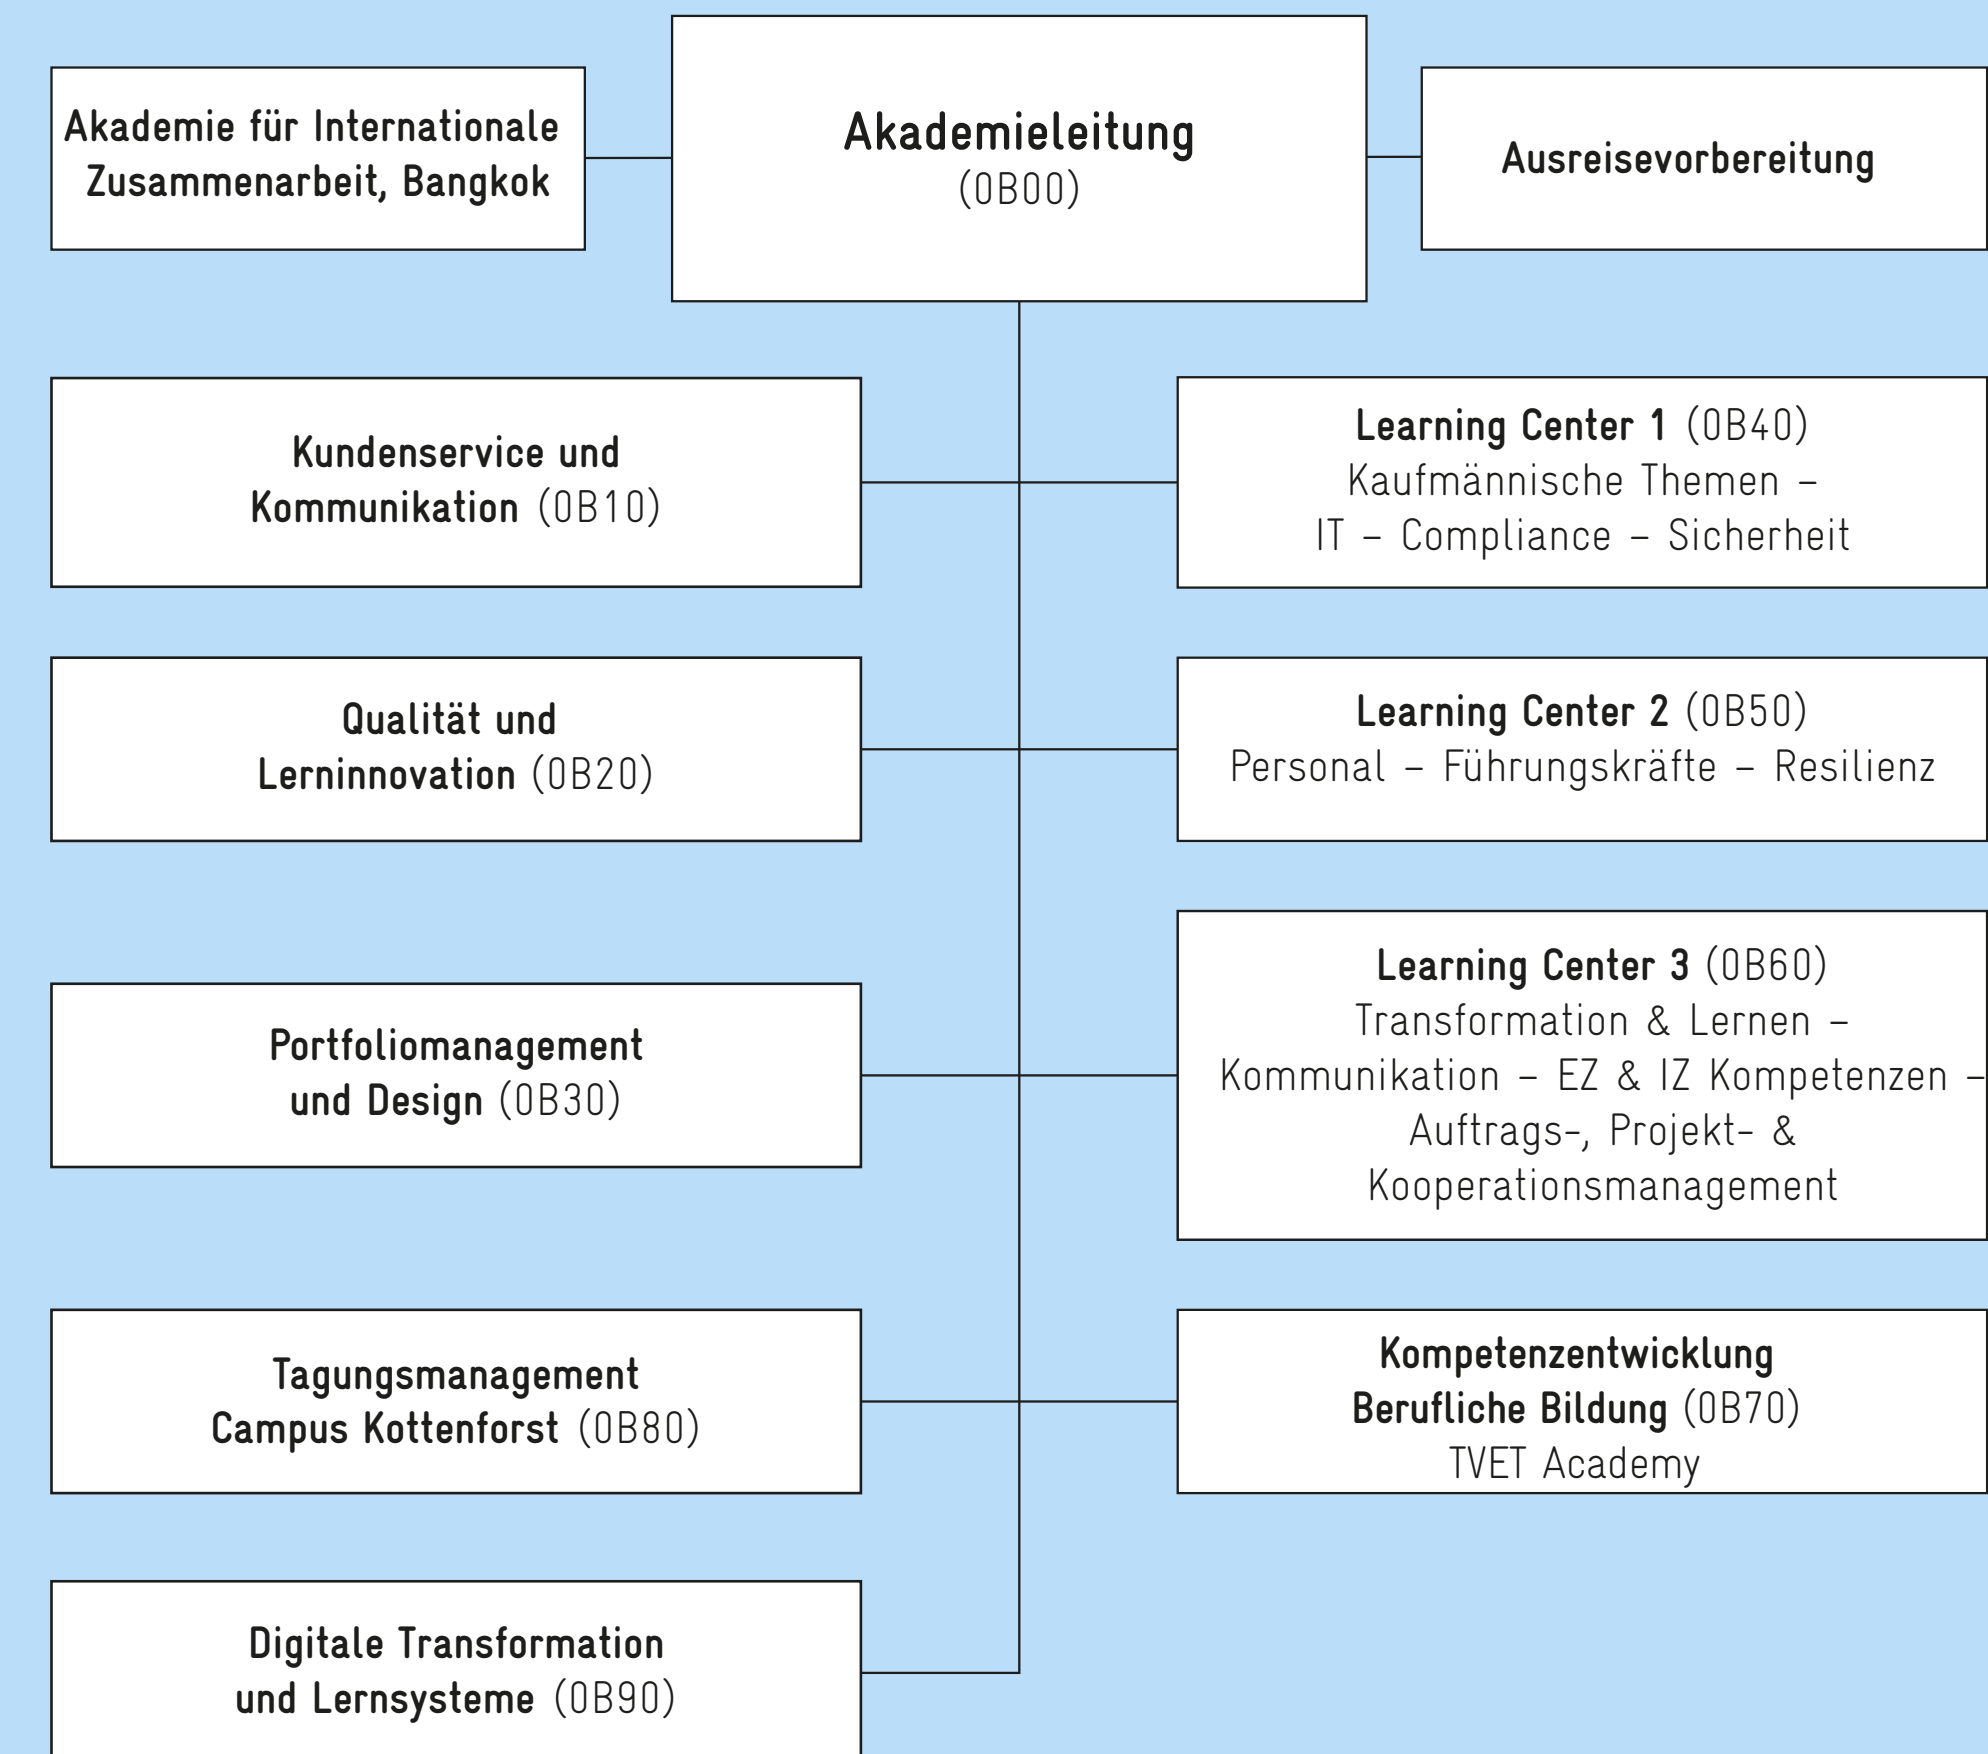 Akademie für Internationale
Zusammenarbeit, Bangkok
Akademieleitung
(0B00)
Ausreisevorbereitung
Kundenservice und
Kommunikation (0B10)
Learning Center 1 (0B40)
Kaufmännische Themen –
IT – Compliance – Sicherheit
Qualität und
Lerninnovation (0B20)
Learning Center 2 (0B50)
Personal – Führungskräfte – Resilienz
Portfoliomanagement
und Design (0B30)
Learning Center 3 (0B60)
Transformation & Lernen –
Kommunikation – EZ & IZ Kompetenzen –
Auftrags-, Projekt- &
Kooperationsmanagement
Tagungsmanagement
Campus Kottenforst (0B80)
Kompetenzentwicklung
Berufliche Bildung (0B70)
TVET Academy
Digitale Transformation
und Lernsysteme (0B90)